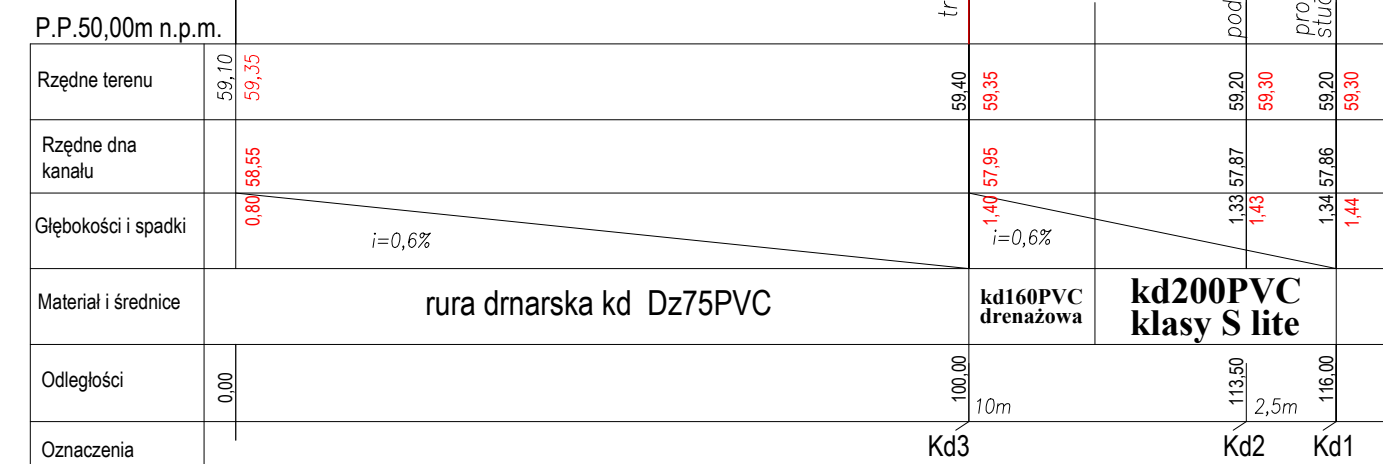 tr
pod
pro
stud
P.P.50,00m n.p.m.
Rzędne terenu 59,10 59,35 59,40 59,35 59,20 59,30 59,20 59,30
Rzędne dna
kanału 58,55 57,95 57,87 57,86
Głębokości i spadki 0,80 i=0,6% 1,40 i=0,6% 1,33 1,43 1,34 1,44
Materiał i średnice rura drnarska kd Dz75PVC
kd160PVC
drenażowa
kd200PVC
klasy S lite
Odległości 0,00 100,00 10m 113,50 2,5m 116,00
Oznaczenia Kd3 Kd2 Kd1